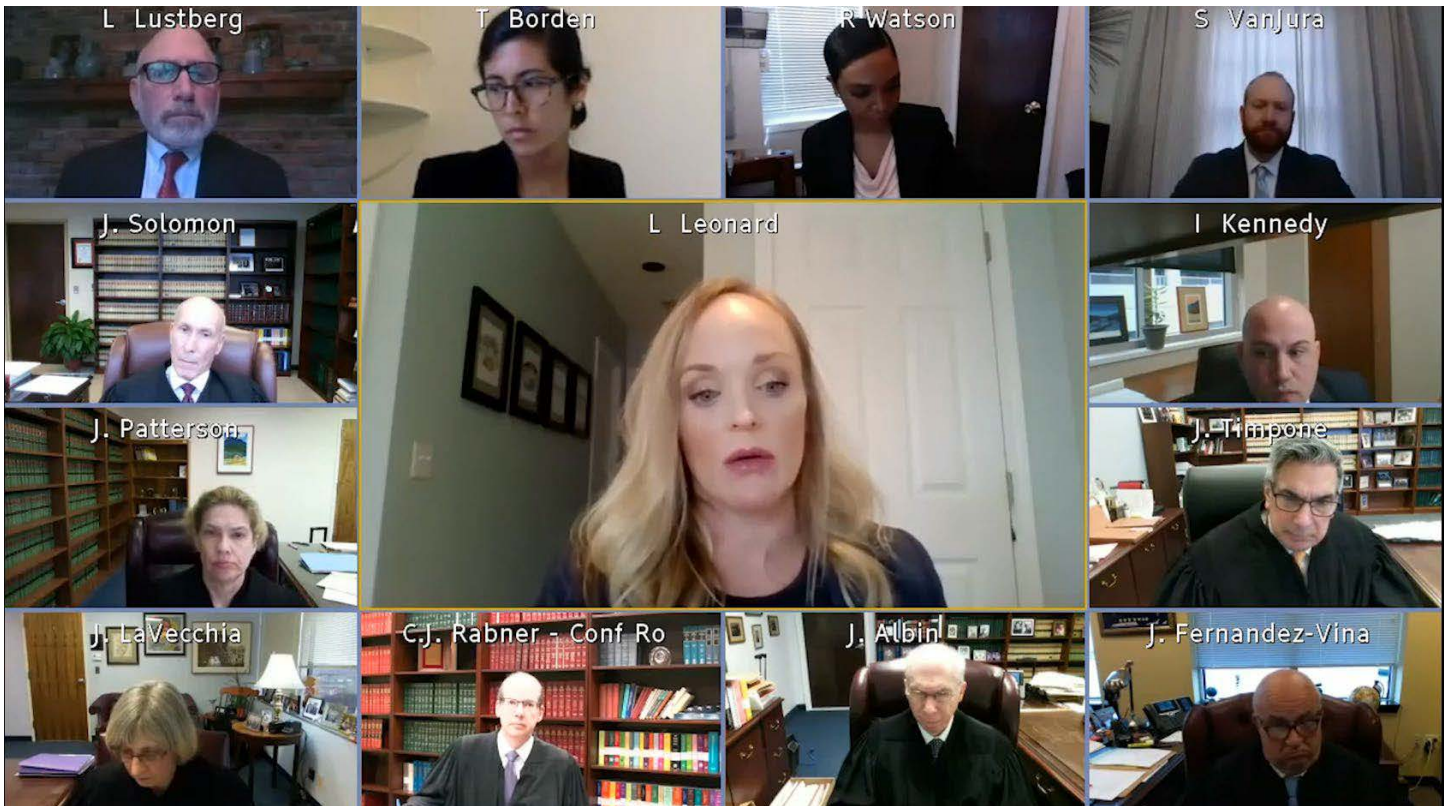 L Lustberg
T Borden
R Watson
S VanJura
J. Solomon
L Leonard
I Kennedy
J. Patterson
J. Timpone
J. LaVecchia
C.J. Rabner - Conf Ro
J. Albin
J. Fernandez-Vina